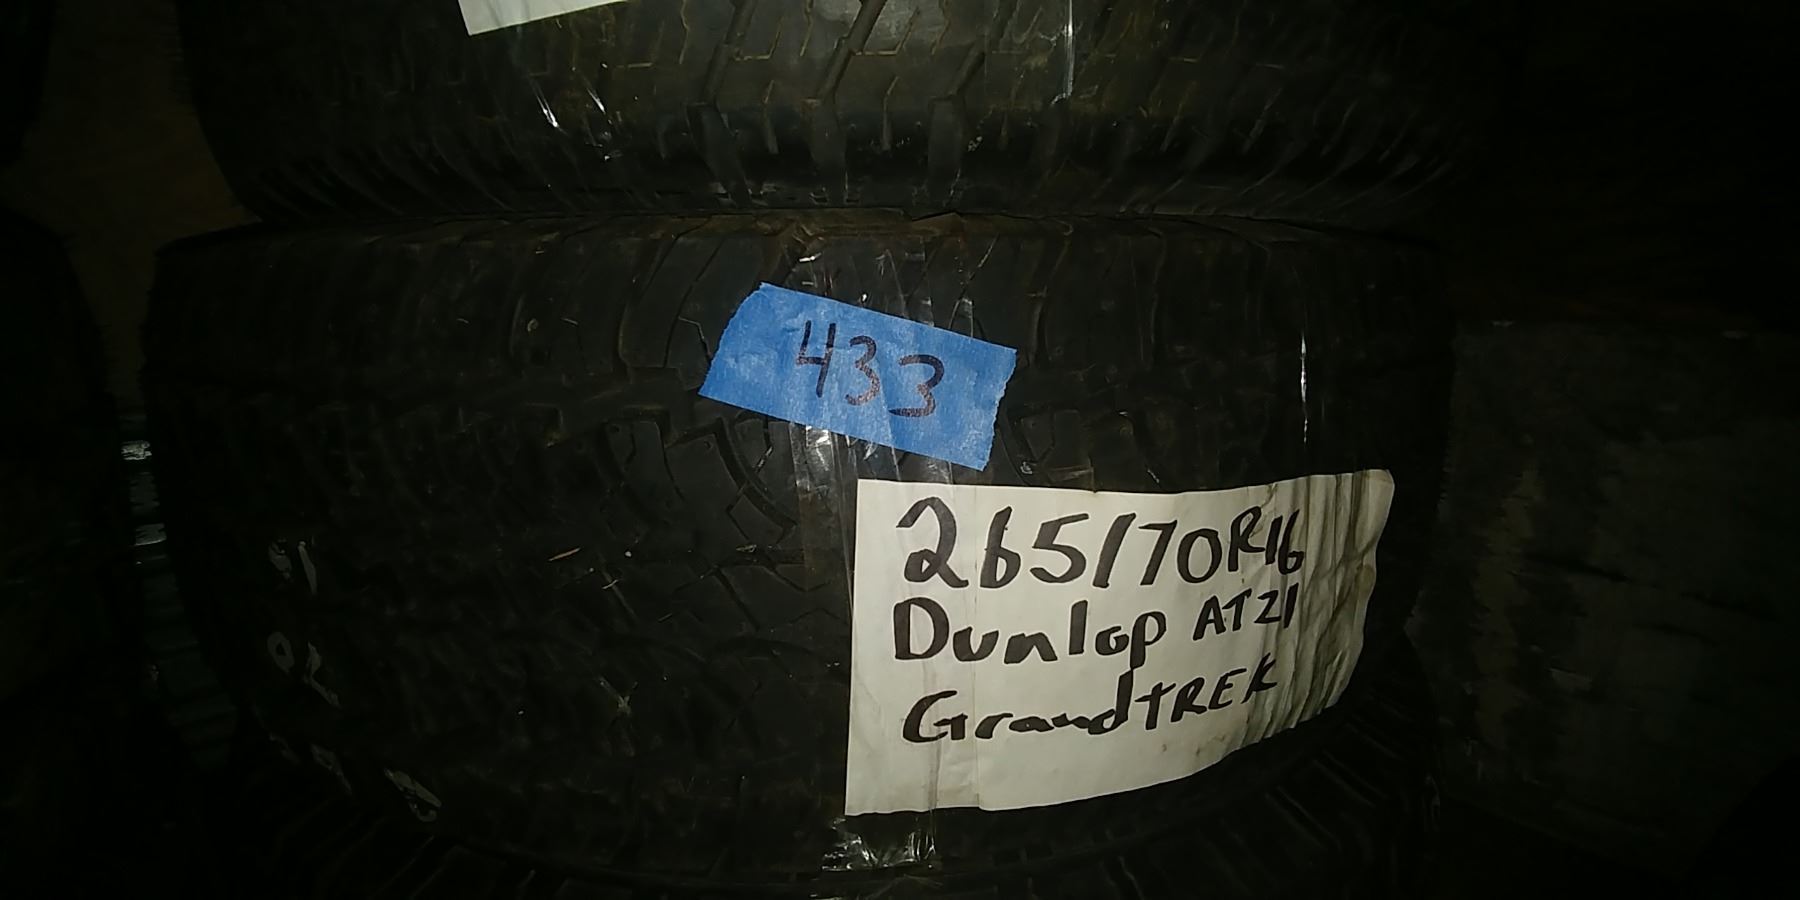 433
265/70R16
Dunlop AT21
GrandtREK